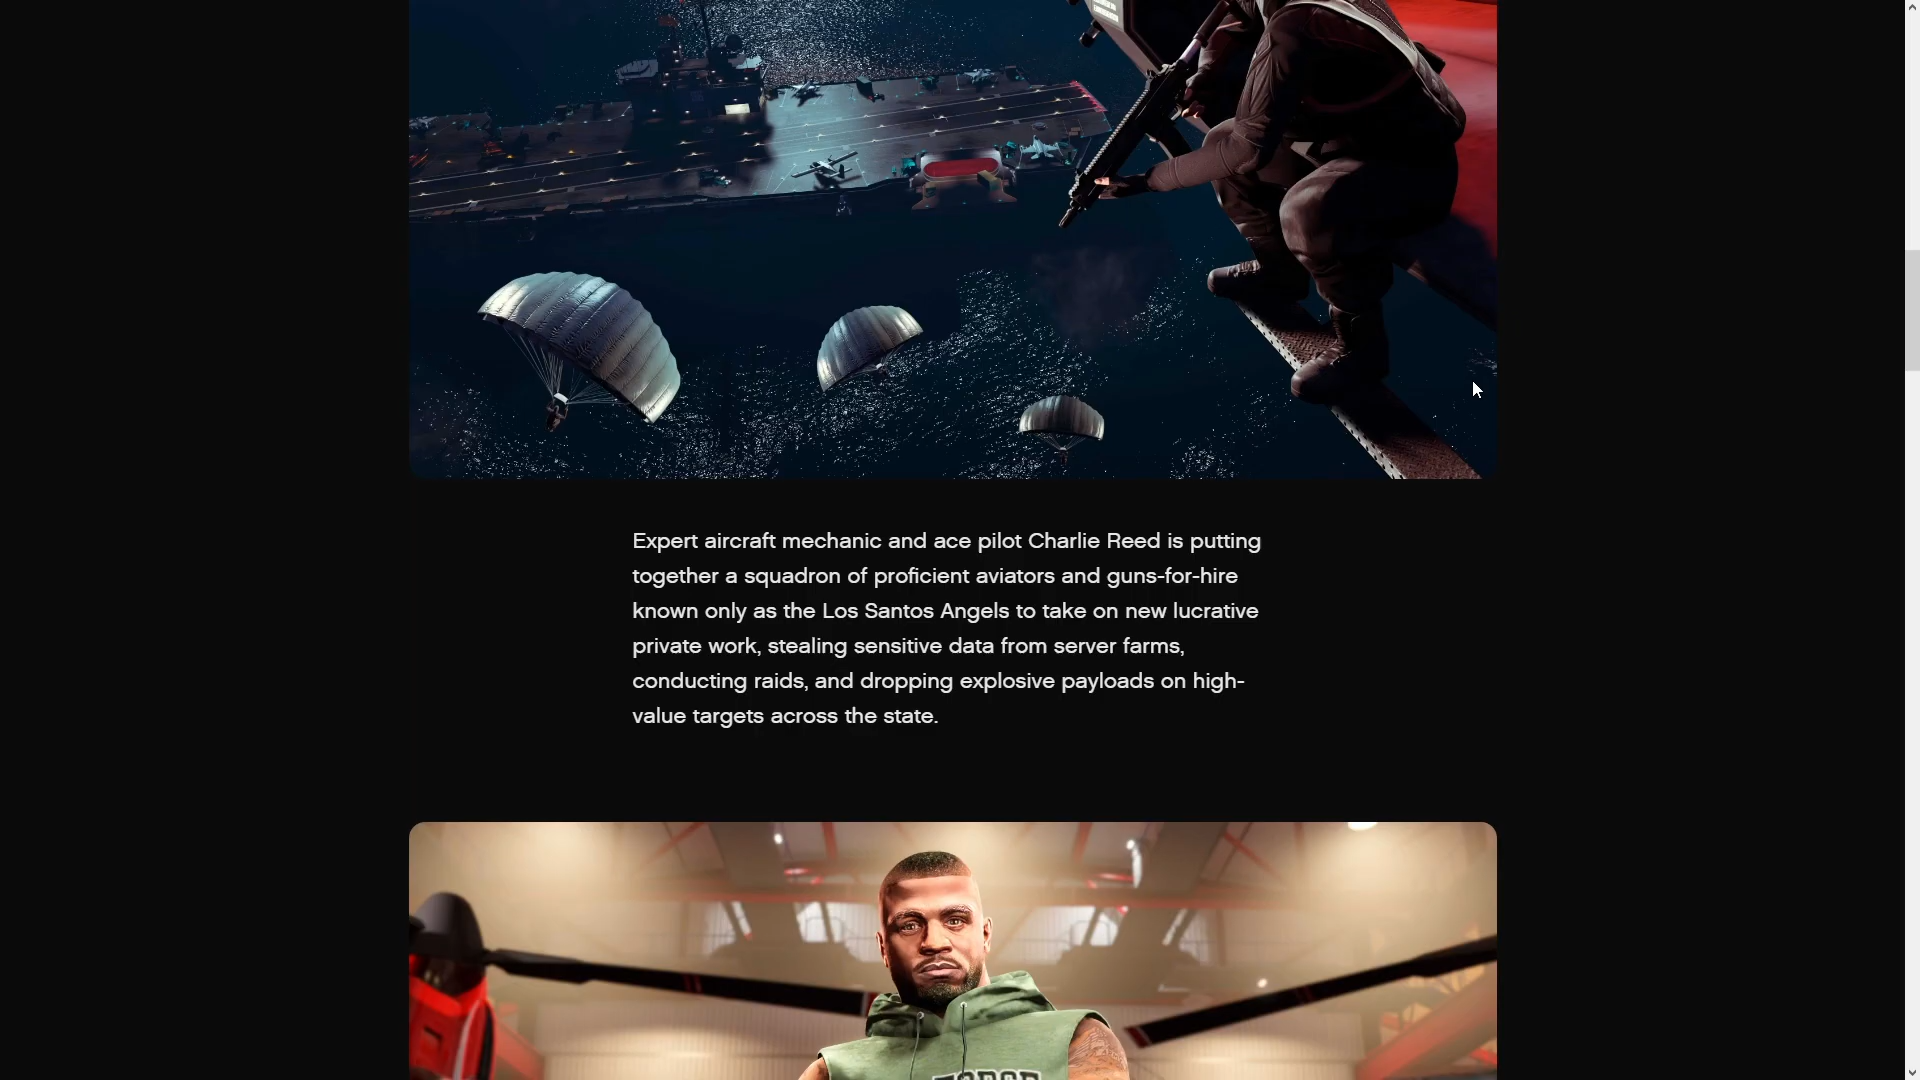 Expert aircraft mechanic and ace pilot Charlie Reed is putting
together a squadron of proficient aviators and guns-for-hire
known only as the Los Santos Angels to take on new lucrative
private work, stealing sensitive data from server farms,
conducting raids, and dropping explosive payloads on high-
value targets across the state.